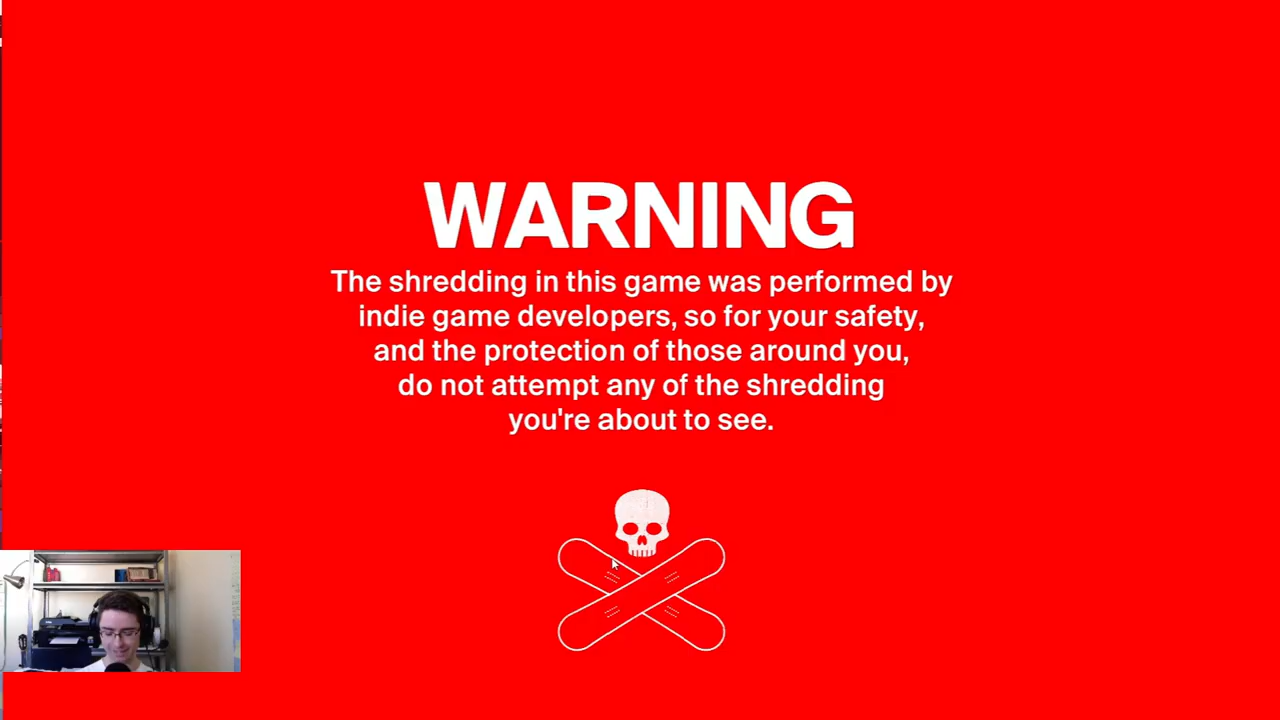 WARNING
The shredding in this game was performed by
indie game developers, so for your safety,
and the protection of those around you,
do not attempt any of the shredding
you're about to see.